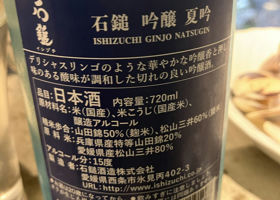 石鎚
イシヅチ
石鎚 吟醸 夏吟
ISHIZUCHI GINJO NATSUGIN
デリシャスリンゴのような華やかな吟醸香と爽
味のある酸味が調和した切れの良い吟醸酒。
品名:日本酒 内容量:720ml
原材料名:米(国産)、米こうじ(国産米)、
醸造アルコール
精米歩合:山田錦50%(麹米)、松山三井60%
原料米:兵庫県産特等山田錦20%
愛媛県産松山三井80%
アルコール分:15度
石鎚酒造株式会社
愛媛県西条市氷見丙402-3
URL:http://www.ishizuchi.co.jp